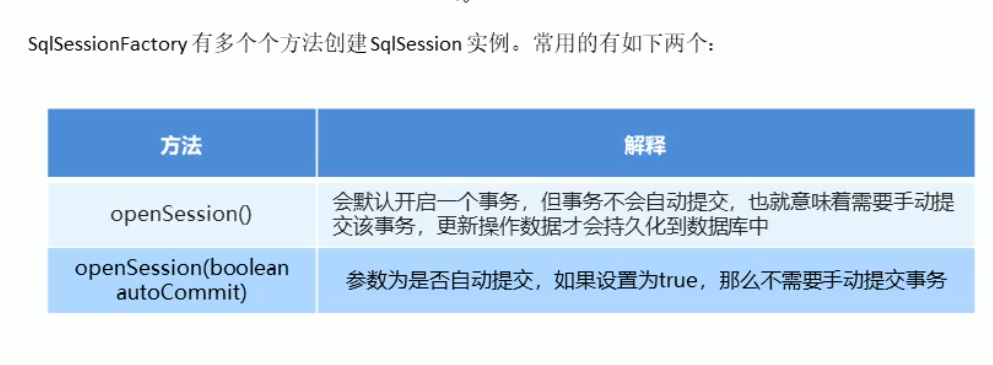 SqlSessionFactory 有多个个方法创建 SqlSession 实例。常用的有如下两个：
方法
解释
openSession()
会默认开启一个事务，但事务不会自动提交，也就意味着需要手动提
交该事务，更新操作数据才会持久化到数据库中
openSession(boolean
autoCommit)
参数为是否自动提交，如果设置为true，那么不需要手动提交事务